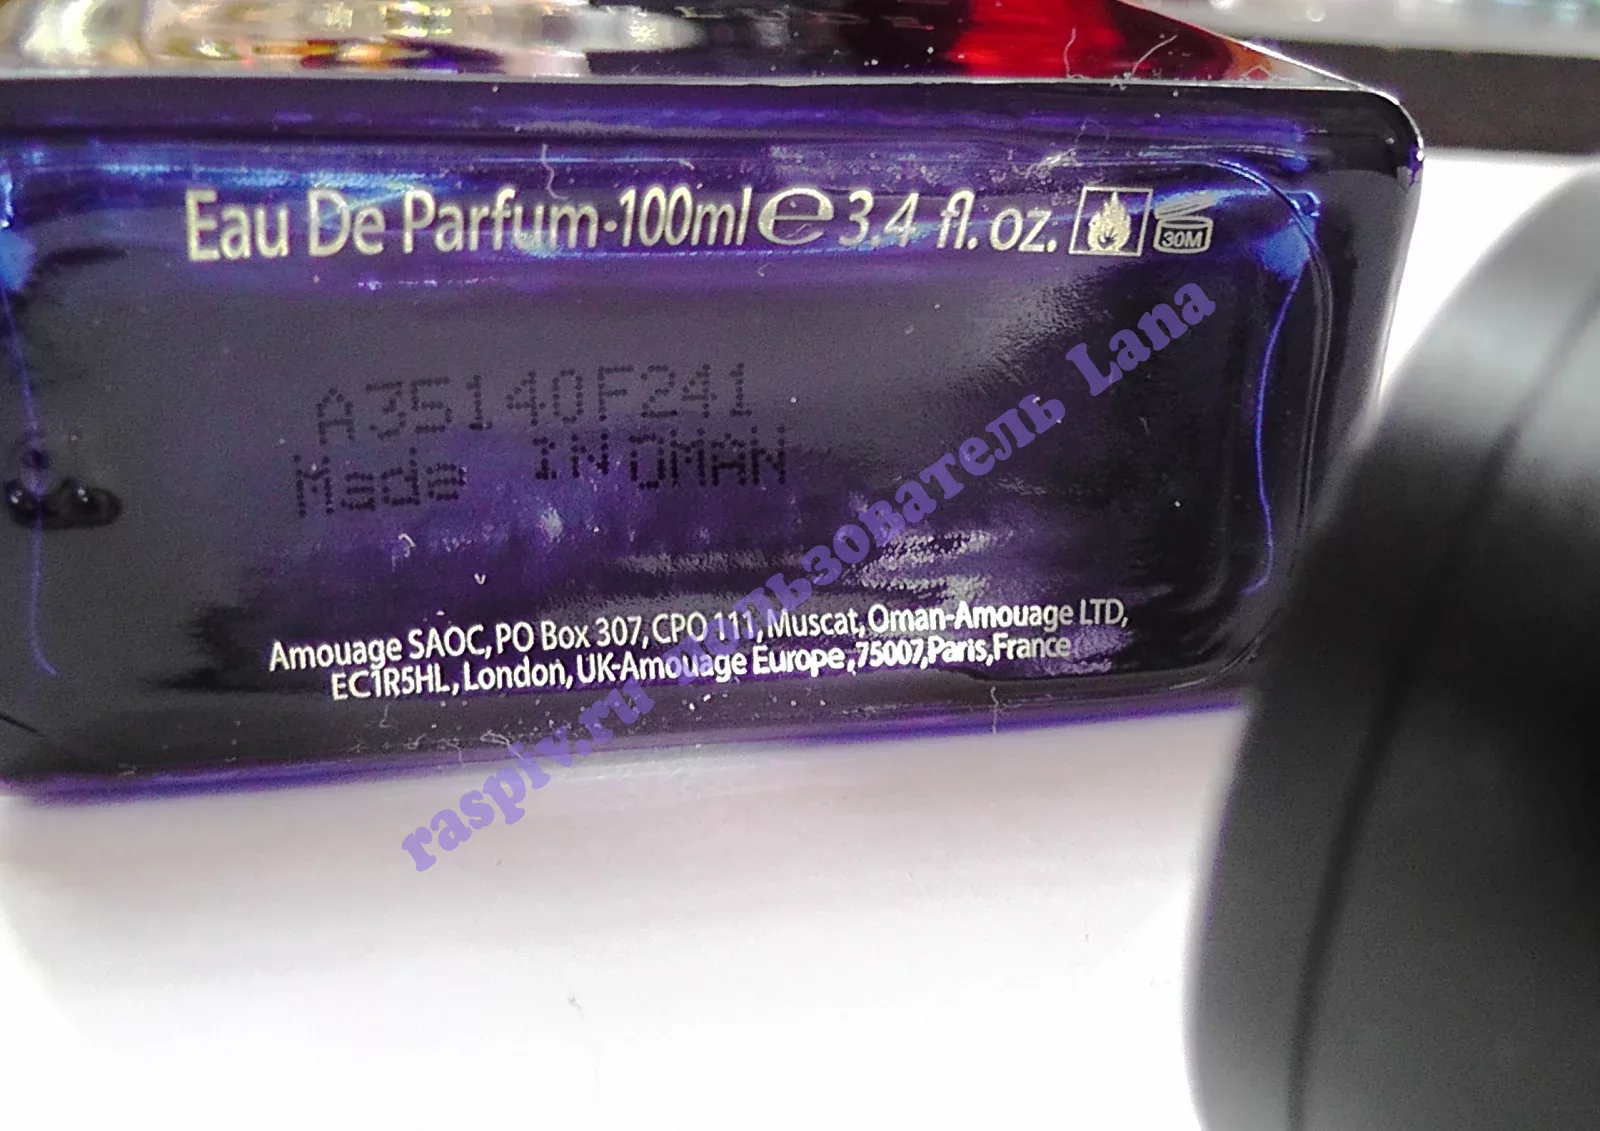 Eau De Parfum·100ml ℮ 3.4 fl. oz.
30M
A35140F241
Made IN OMAN
Amouage SAOC, PO Box 307, CPO 111, Muscat, Oman-Amouage LTD,
EC1R5HL, London, UK-Amouage Europe, 75007, Paris, France
raspiv.ru пользователь Lana